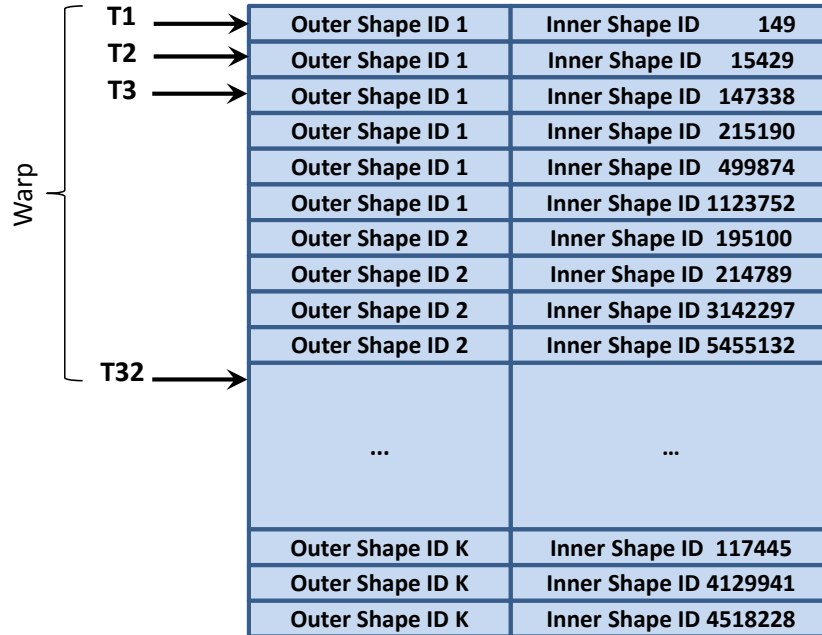 T1 Outer Shape ID 1 Inner Shape ID 149
T2 Outer Shape ID 1 Inner Shape ID 15429
T3 Outer Shape ID 1 Inner Shape ID 147338
Outer Shape ID 1 Inner Shape ID 215190
Outer Shape ID 1 Inner Shape ID 499874
Outer Shape ID 1 Inner Shape ID 1123752
Warp
Outer Shape ID 2 Inner Shape ID 195100
Outer Shape ID 2 Inner Shape ID 214789
Outer Shape ID 2 Inner Shape ID 3142297
Outer Shape ID 2 Inner Shape ID 5455132
T32
... ...
Outer Shape ID K Inner Shape ID 117445
Outer Shape ID K Inner Shape ID 4129941
Outer Shape ID K Inner Shape ID 4518228